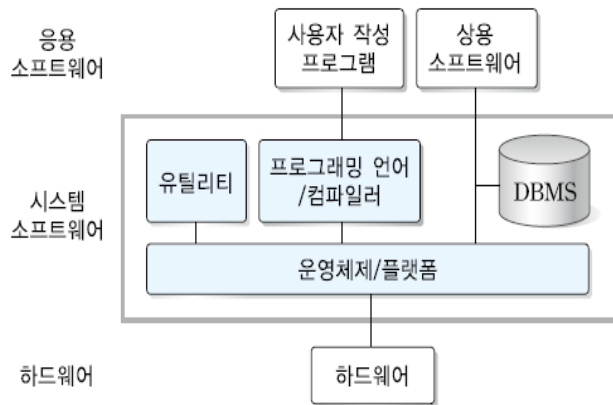 응용
소프트웨어
사용자 작성
프로그램
상용
소프트웨어
시스템
소프트웨어
유틸리티
프로그래밍 언어
/컴파일러
DBMS
운영체제/플랫폼
하드웨어
하드웨어